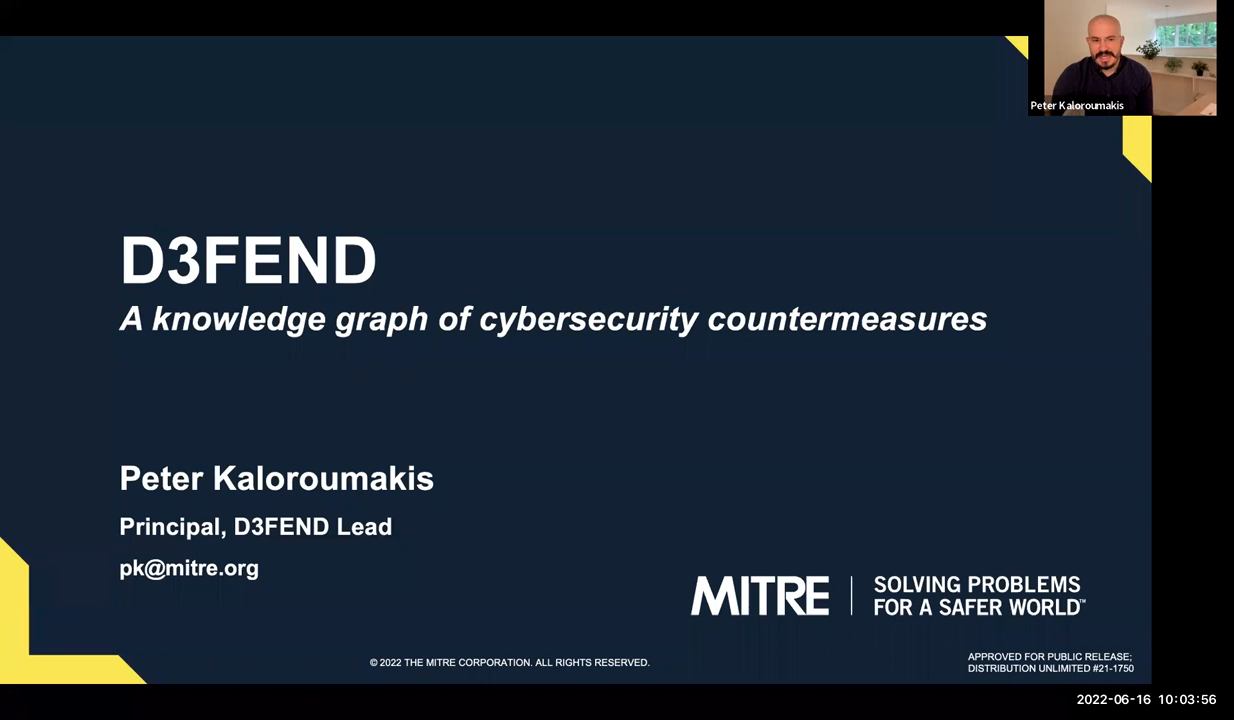 Peter Kaloroumakis
D3FEND
A knowledge graph of cybersecurity countermeasures
Peter Kaloroumakis
Principal, D3FEND Lead
pk@mitre.org
MITRE | SOLVING PROBLEMS
FOR A SAFER WORLD™
© 2022 THE MITRE CORPORATION. ALL RIGHTS RESERVED.
APPROVED FOR PUBLIC RELEASE;
DISTRIBUTION UNLIMITED #21-1750
2022-06-16 10:03:56